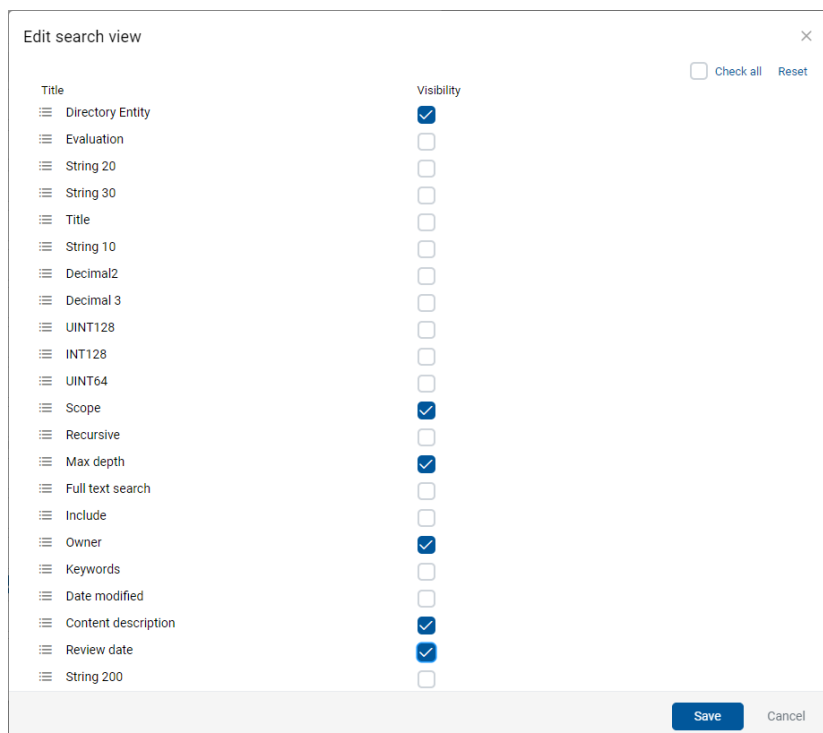 Edit search view
Check all Reset
Title Visibility
Directory Entity
Evaluation
String 20
String 30
Title
String 10
Decimal2
Decimal 3
UINT128
INT128
UINT64
Scope
Recursive
Max depth
Full text search
Include
Owner
Keywords
Date modified
Content description
Review date
String 200
Save Cancel